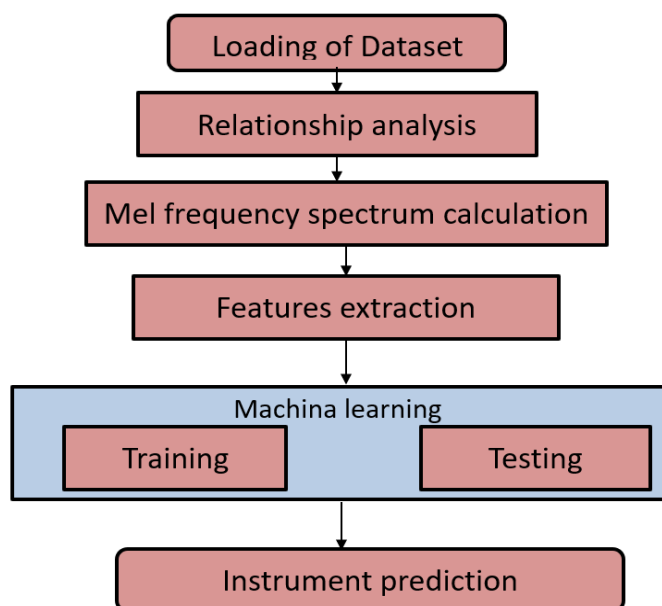 Loading of Dataset
Relationship analysis
Mel frequency spectrum calculation
Features extraction
Machina learning
Training
Testing
Instrument prediction